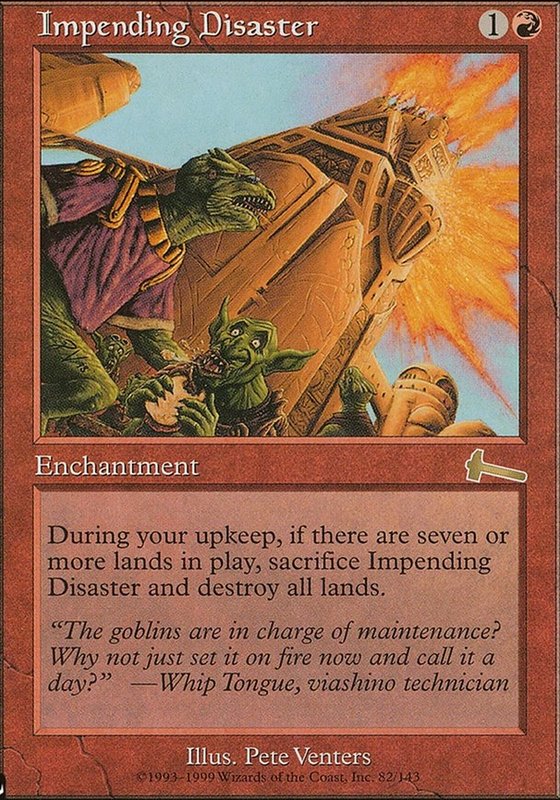 Impending Disaster 1
Enchantment
During your upkeep, if there are seven or
more lands in play, sacrifice Impending
Disaster and destroy all lands.
“The goblins are in charge of maintenance?
Why not just set it on fire now and call it a
day?” —Whip Tongue, viashino technician
Illus. Pete Venters
©1993–1999 Wizards of the Coast, Inc. 82/143